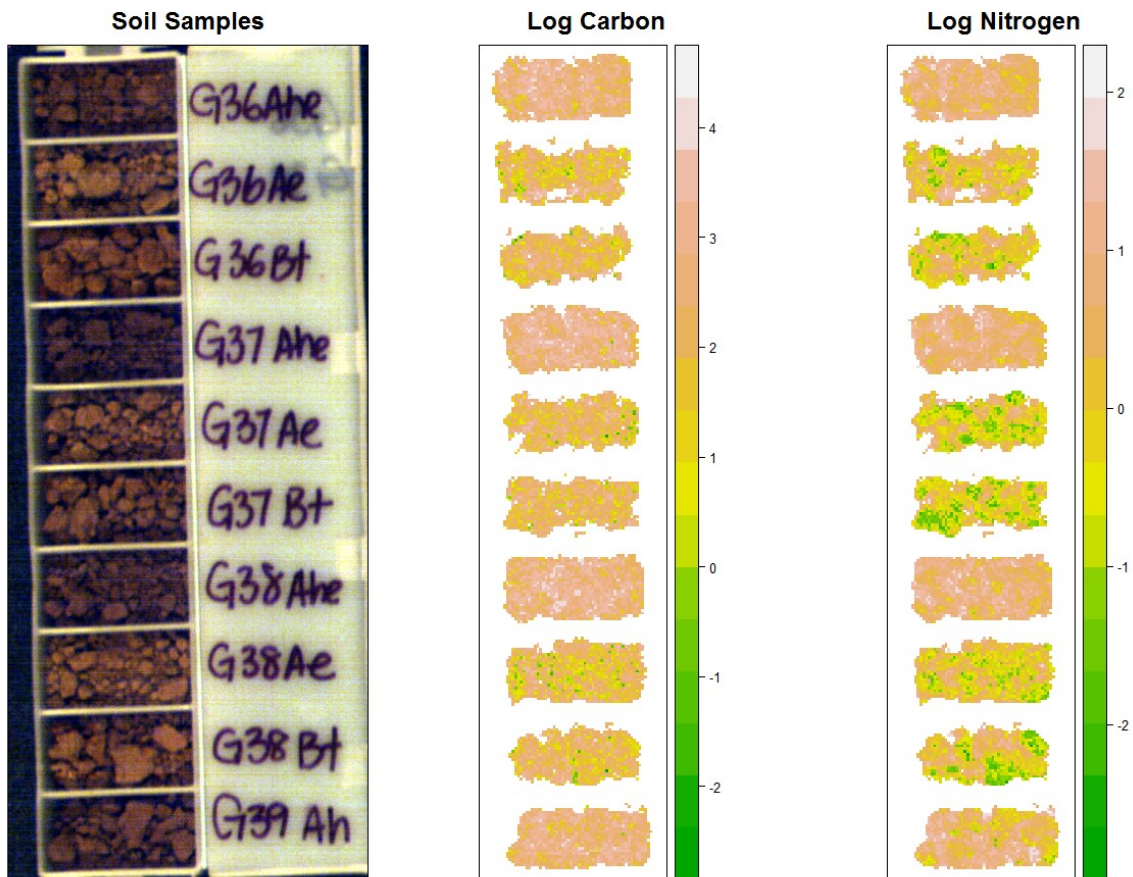 Soil Samples
Log Carbon
Log Nitrogen
G36Ahe
G36Ae
G36Bt
G37Ahe
G37Ae
G37Bt
G38Ahe
G38Ae
G38Bt
G39Ah
4
3
2
1
0
-1
-2
2
1
0
-1
-2